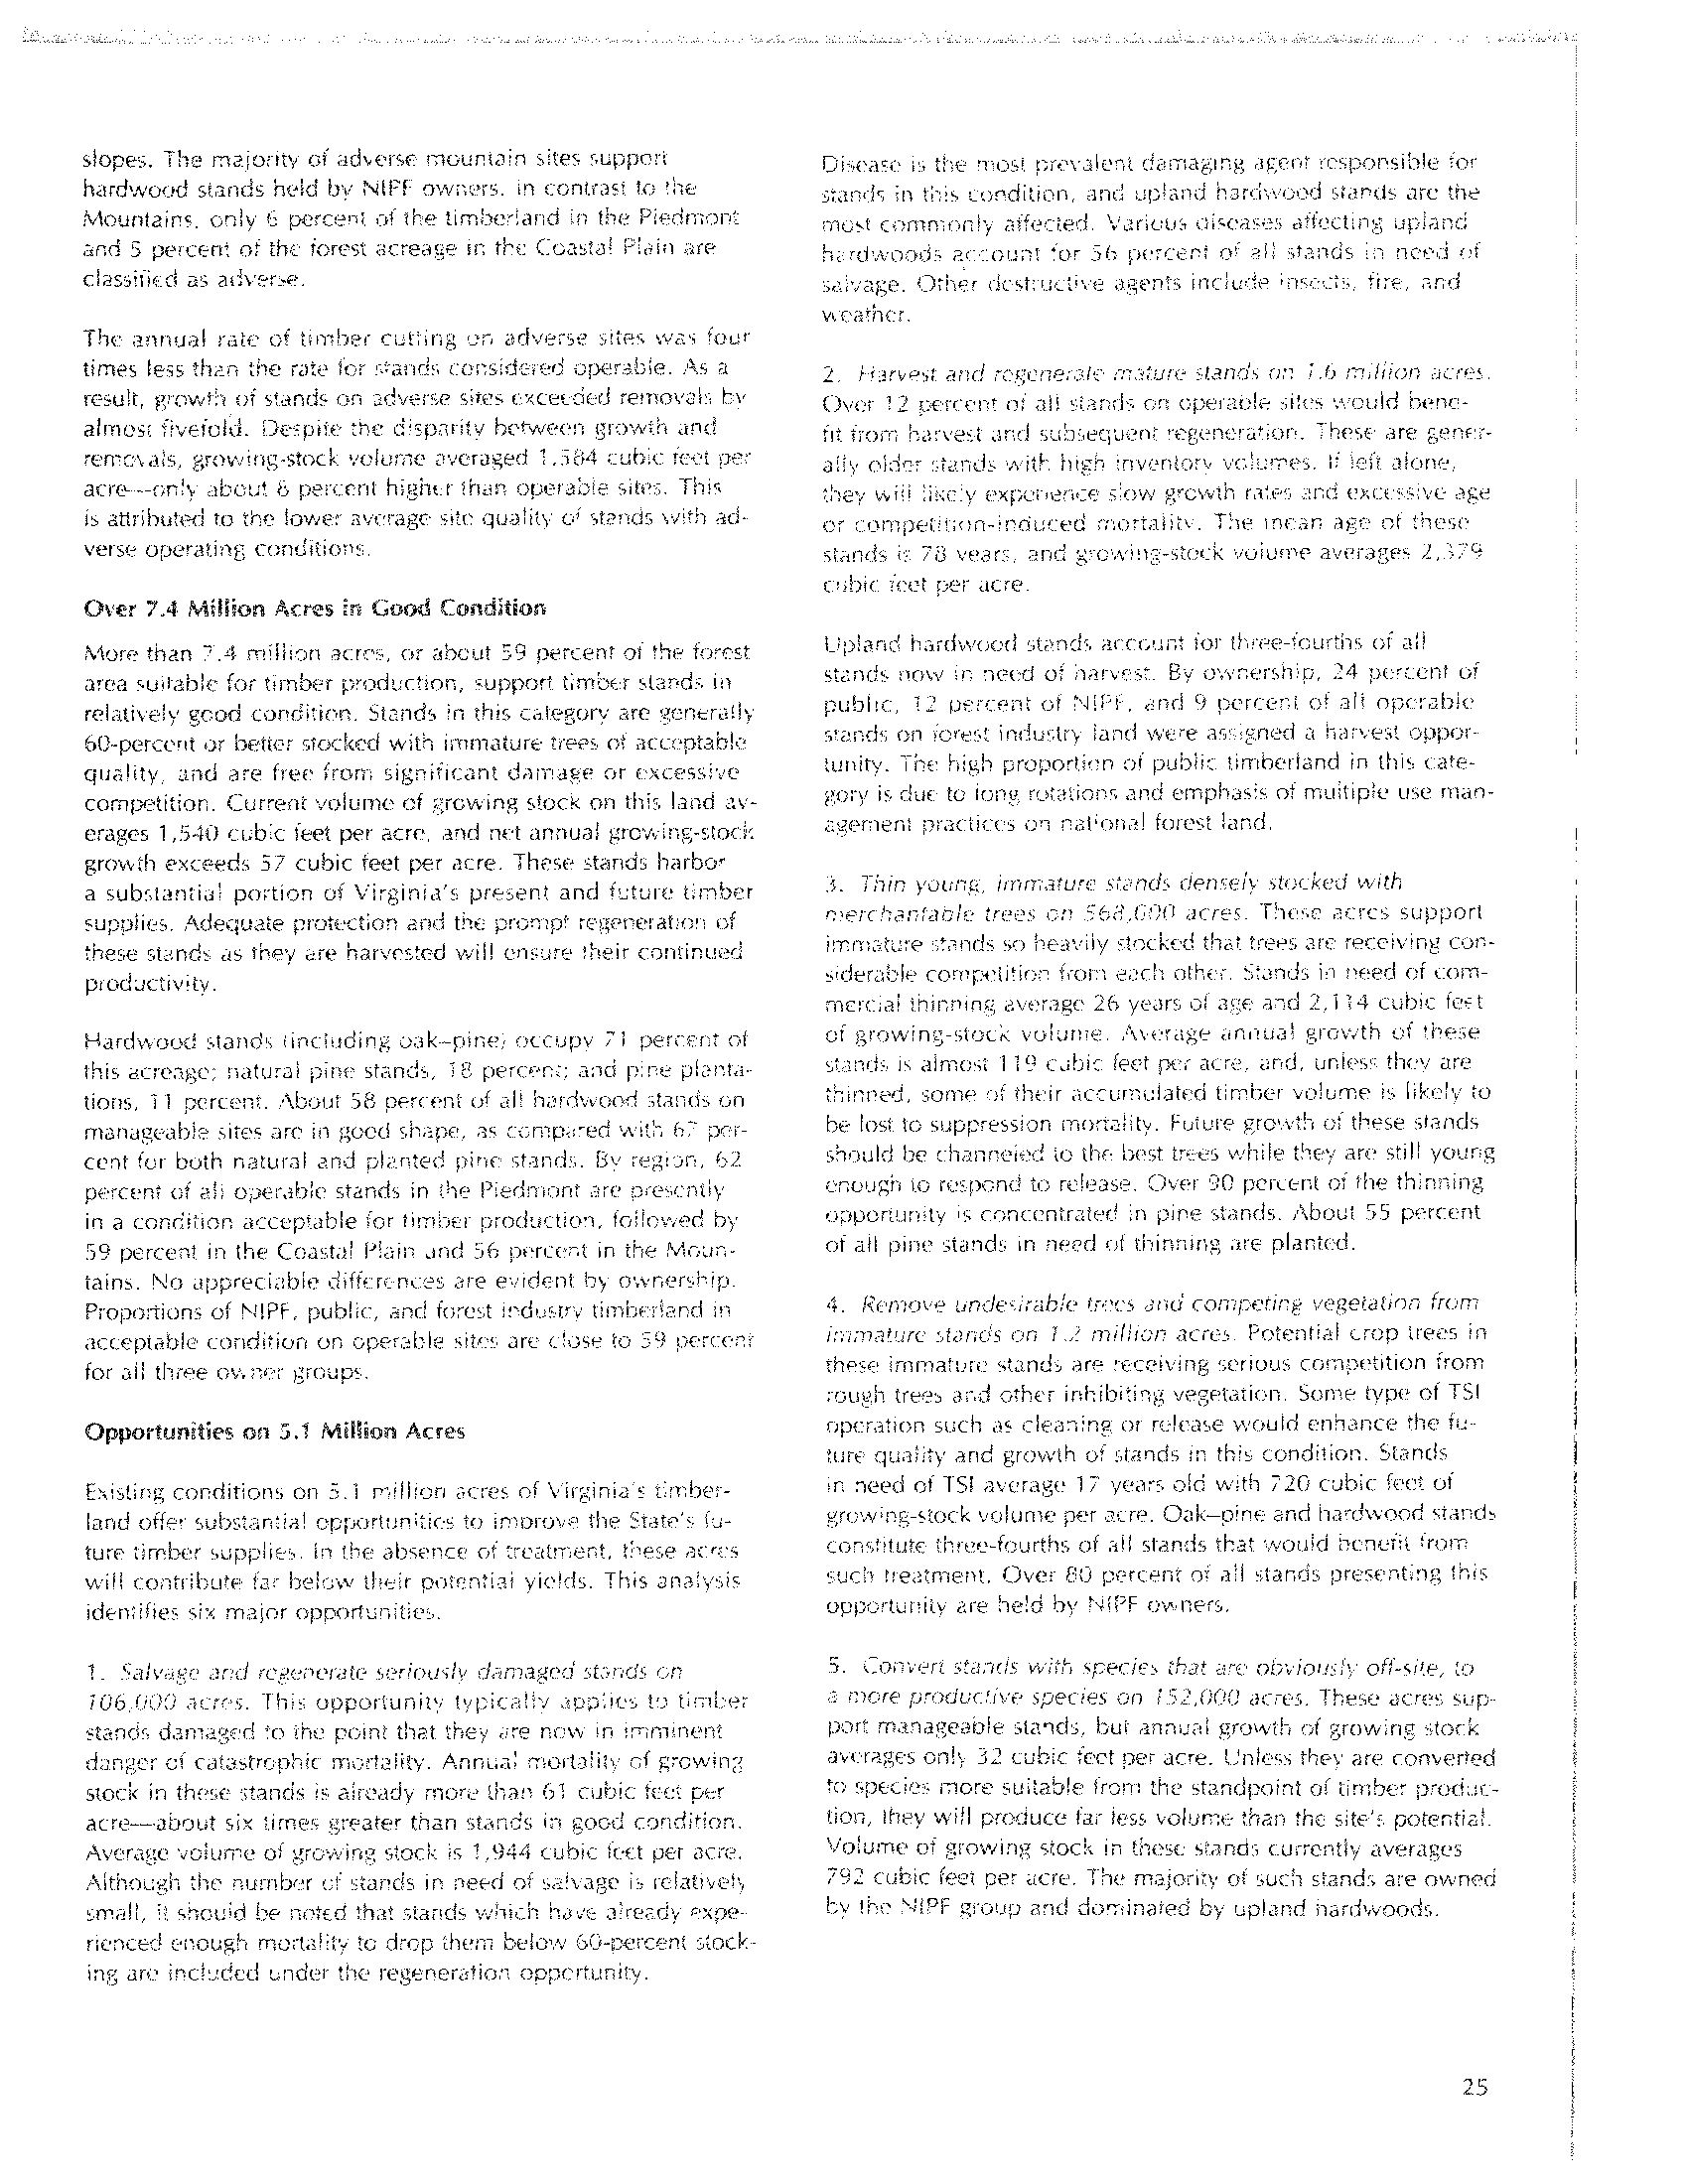 slopes. The majority of adverse mountain sites support
hardwood stands held by NIPF owners. In contrast to the
Mountains, only 6 percent of the timberland in the Piedmont
and 5 percent of the forest acreage in the Coastal Plain are
classified as adverse.
The annual rate of timber cutting on adverse sites was four
times less than the rate for stands considered operable. As a
result, growth of stands on adverse sites exceeded removals by
almost fivefold. Despite the disparity between growth and
removals, growing-stock volume averaged 1,584 cubic feet per
acre—only about 6 percent higher than operable sites. This
is attributed to the lower average site quality of stands with ad-
verse operating conditions.
Over 7.4 Million Acres in Good Condition
More than 7.4 million acres, or about 59 percent of the forest
area suitable for timber production, support timber stands in
relatively good condition. Stands in this category are generally
60-percent or better stocked with immature trees of acceptable
quality, and are free from significant damage or excessive
competition. Current volume of growing stock on this land av-
erages 1,540 cubic feet per acre, and net annual growing-stock
growth exceeds 57 cubic feet per acre. These stands harbor
a substantial portion of Virginia's present and future timber
supplies. Adequate protection and the prompt regeneration of
these stands as they are harvested will ensure their continued
productivity.
Hardwood stands (including oak–pine) occupy 71 percent of
this acreage; natural pine stands, 18 percent; and pine planta-
tions, 11 percent. About 58 percent of all hardwood stands on
manageable sites are in good shape, as compared with 67 per-
cent for both natural and planted pine stands. By region, 62
percent of all operable stands in the Piedmont are presently
in a condition acceptable for timber production, followed by
59 percent in the Coastal Plain and 56 percent in the Moun-
tains. No appreciable differences are evident by ownership.
Proportions of NIPF, public, and forest industry timberland in
acceptable condition on operable sites are close to 59 percent
for all three owner groups.
Opportunities on 5.1 Million Acres
Existing conditions on 5.1 million acres of Virginia's timber-
land offer substantial opportunities to improve the State's fu-
ture timber supplies. In the absence of treatment, these acres
will contribute far below their potential yields. This analysis
identifies six major opportunities.
1. Salvage and regenerate seriously damaged stands on
106,000 acres. This opportunity typically applies to timber
stands damaged to the point that they are now in imminent
danger of catastrophic mortality. Annual mortality of growing
stock in these stands is already more than 61 cubic feet per
acre—about six times greater than stands in good condition.
Average volume of growing stock is 1,944 cubic feet per acre.
Although the number of stands in need of salvage is relatively
small, it should be noted that stands which have already expe-
rienced enough mortality to drop them below 60-percent stock-
ing are included under the regeneration opportunity.
Disease is the most prevalent damaging agent responsible for
stands in this condition, and upland hardwood stands are the
most commonly affected. Various diseases affecting upland
hardwoods account for 56 percent of all stands in need of
salvage. Other destructive agents include insects, fire, and
weather.
2. Harvest and regenerate mature stands on 1.6 million acres.
Over 12 percent of all stands on operable sites would bene-
fit from harvest and subsequent regeneration. These are gener-
ally older stands with high inventory volumes. If left alone,
they will likely experience slow growth rates and excessive age
or competition-induced mortality. The mean age of these
stands is 78 years, and growing-stock volume averages 2,379
cubic feet per acre.
Upland hardwood stands account for three-fourths of all
stands now in need of harvest. By ownership, 24 percent of
public, 12 percent of NIPF, and 9 percent of all operable
stands on forest industry land were assigned a harvest oppor-
tunity. The high proportion of public timberland in this cate-
gory is due to long rotations and emphasis of multiple use man-
agement practices on national forest land.
3. Thin young, immature stands densely stocked with
merchantable trees on 568,000 acres. These acres support
immature stands so heavily stocked that trees are receiving con-
siderable competition from each other. Stands in need of com-
mercial thinning average 26 years of age and 2,114 cubic feet
of growing-stock volume. Average annual growth of these
stands is almost 119 cubic feet per acre, and, unless they are
thinned, some of their accumulated timber volume is likely to
be lost to suppression mortality. Future growth of these stands
should be channeled to the best trees while they are still young
enough to respond to release. Over 90 percent of the thinning
opportunity is concentrated in pine stands. About 55 percent
of all pine stands in need of thinning are planted.
4. Remove undesirable trees and competing vegetation from
immature stands on 1.2 million acres. Potential crop trees in
these immature stands are receiving serious competition from
rough trees and other inhibiting vegetation. Some type of TSI
operation such as cleaning or release would enhance the fu-
ture quality and growth of stands in this condition. Stands
in need of TSI average 17 years old with 720 cubic feet of
growing-stock volume per acre. Oak–pine and hardwood stands
constitute three-fourths of all stands that would benefit from
such treatment. Over 80 percent of all stands presenting this
opportunity are held by NIPF owners.
5. Convert stands with species that are obviously off-site, to
a more productive species on 152,000 acres. These acres sup-
port manageable stands, but annual growth of growing stock
averages only 32 cubic feet per acre. Unless they are converted
to species more suitable from the standpoint of timber produc-
tion, they will produce far less volume than the site's potential.
Volume of growing stock in these stands currently averages
792 cubic feet per acre. The majority of such stands are owned
by the NIPF group and dominated by upland hardwoods.
25